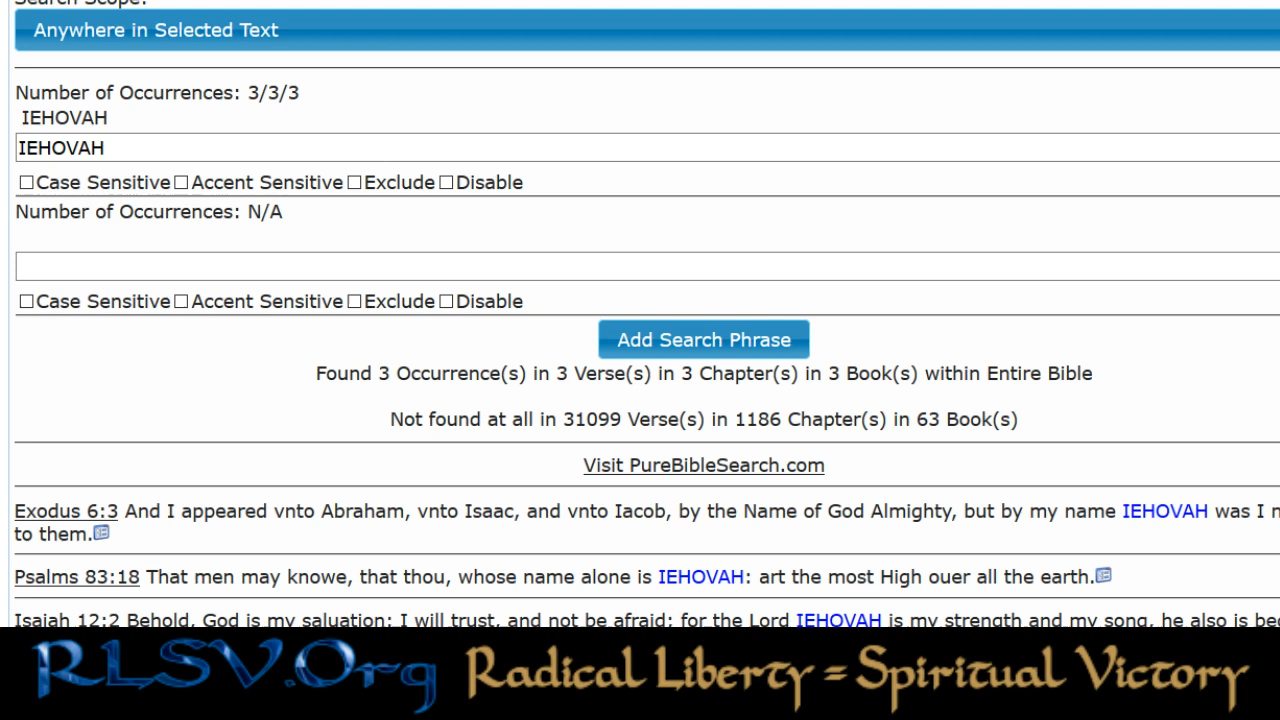 Search Scope:
Anywhere in Selected Text
Number of Occurrences: 3/3/3
IEHOVAH
IEHOVAH
Case Sensitive Accent Sensitive Exclude Disable
Number of Occurrences: N/A
Case Sensitive Accent Sensitive Exclude Disable
Add Search Phrase
Found 3 Occurrence(s) in 3 Verse(s) in 3 Chapter(s) in 3 Book(s) within Entire Bible
Not found at all in 31099 Verse(s) in 1186 Chapter(s) in 63 Book(s)
Visit PureBibleSearch.com
Exodus 6:3 And I appeared vnto Abraham, vnto Isaac, and vnto Iacob, by the Name of God Almighty, but by my name IEHOVAH was I
to them.
Psalms 83:18 That men may knowe, that thou, whose name alone is IEHOVAH: art the most High ouer all the earth.
Isaiah 12:2 Behold, God is my saluation: I will trust, and not be afraid; for the Lord IEHOVAH is my strength and my song, he also is
RLSV.Org Radical Liberty = Spiritual Victory